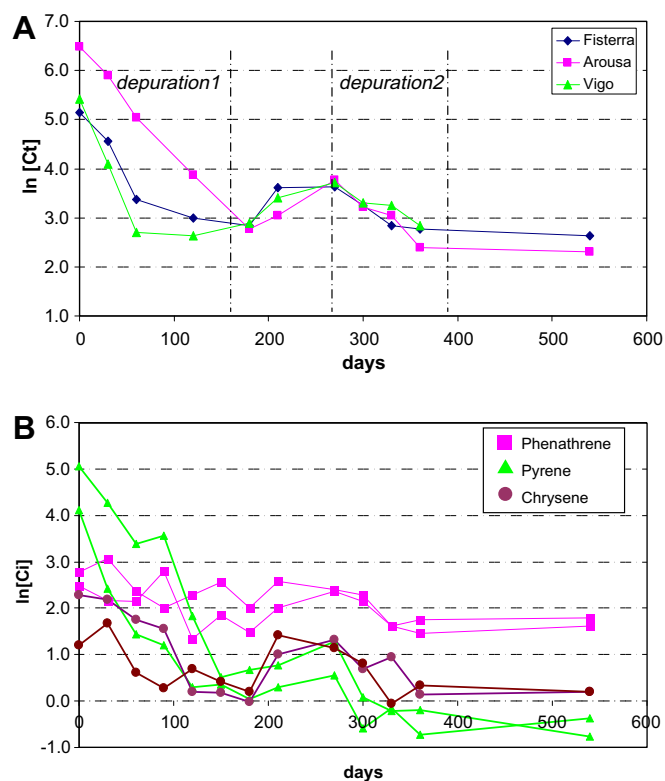 A
7.0
6.0
5.0
4.0
3.0
2.0
1.0
ln [Ct]
depuration1
depuration2
Fisterra
Arousa
Vigo
0 100 200 300 400 500 600
days
B
6.0
5.0
4.0
3.0
2.0
1.0
0.0
-1.0
ln[Ci]
Phenathrene
Pyrene
Chrysene
0 100 200 300 400 500 600
days